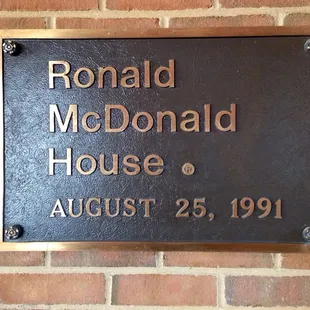 Ronald
McDonald
House ®
AUGUST 25, 1991